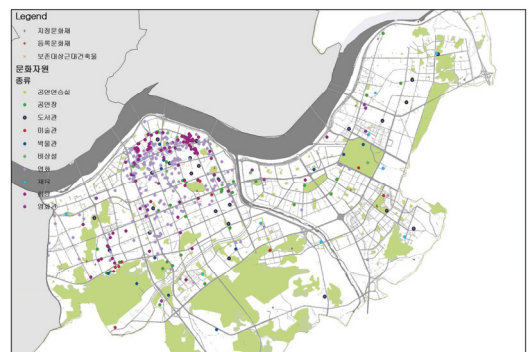 Legend
지정문화재
등록문화재
보존대상근대건축물
문화자원
종류
공연연습실
공연장
도서관
미술관
박물관
비상설
영화
영화관